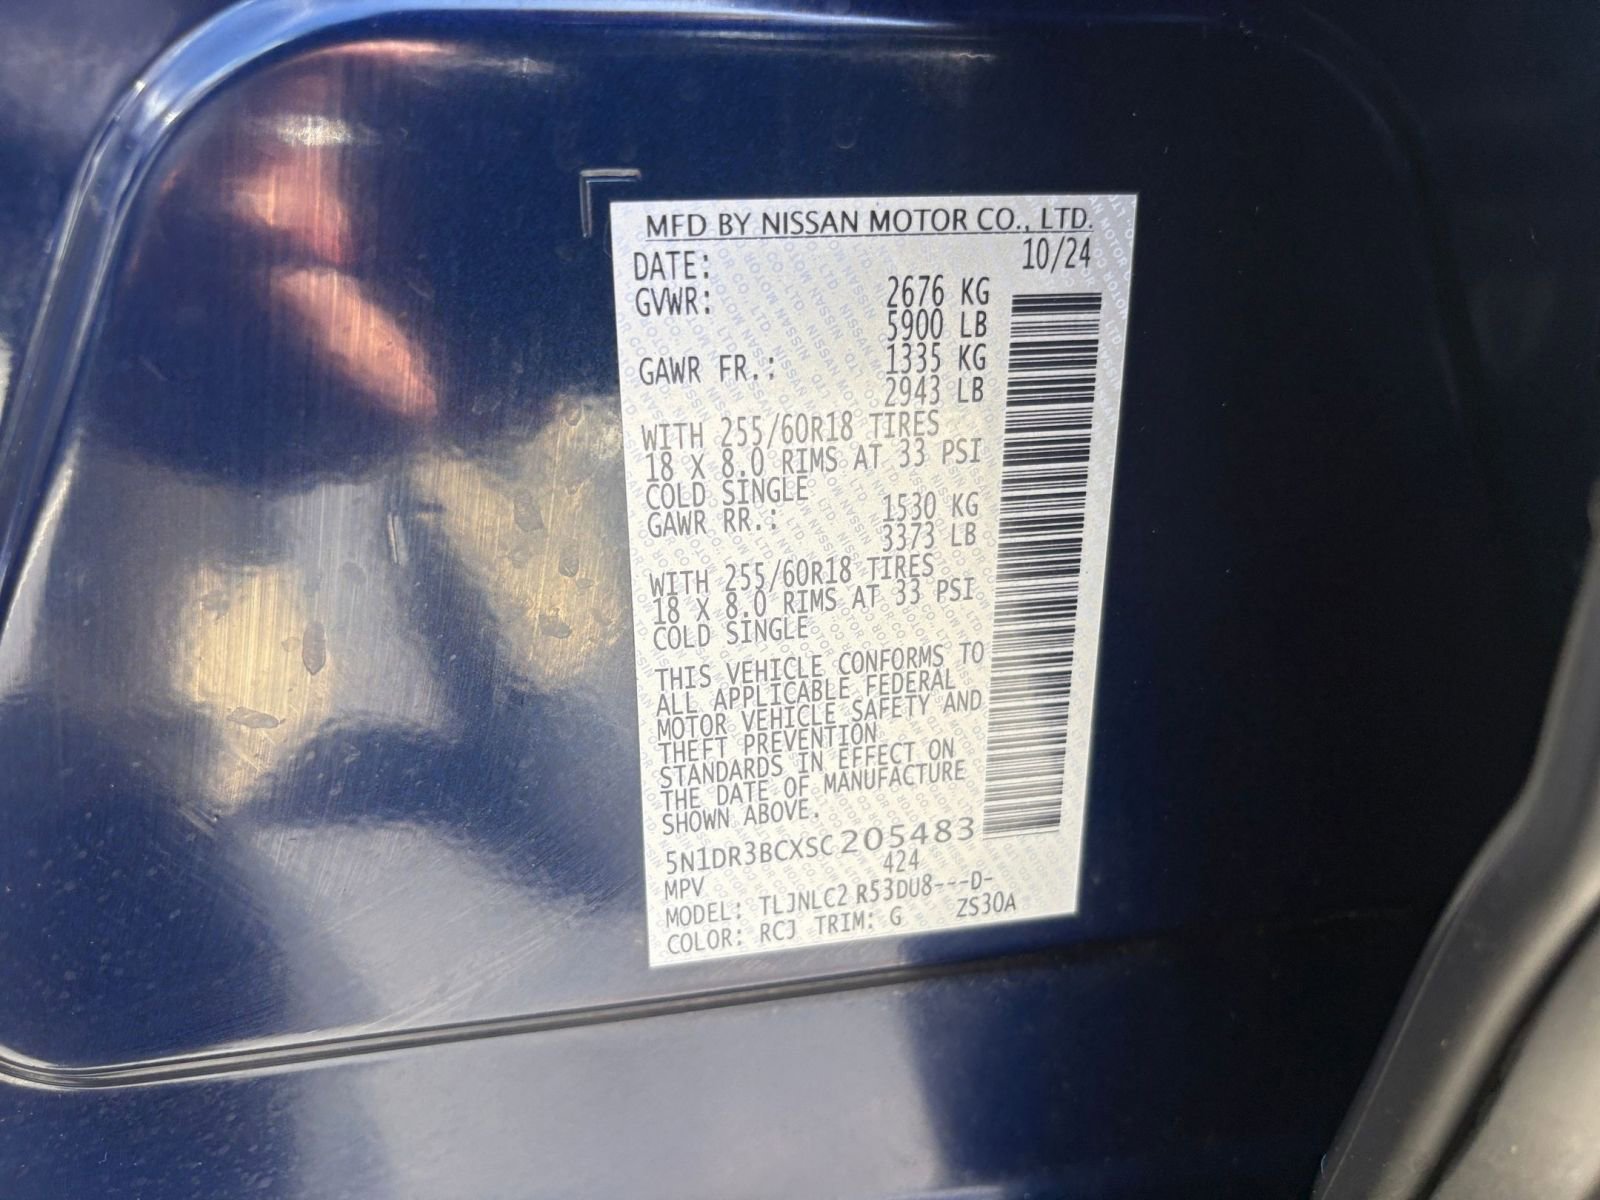 MFD BY NISSAN MOTOR CO., LTD.
DATE: 10/24
GVWR: 2676 KG
5900 LB
GAWR FR.: 1335 KG
2943 LB
WITH 255/60R18 TIRES
18 X 8.0 RIMS AT 33 PSI
COLD SINGLE
GAWR RR.: 1530 KG
3373 LB
WITH 255/60R18 TIRES
18 X 8.0 RIMS AT 33 PSI
COLD SINGLE
THIS VEHICLE CONFORMS TO
ALL APPLICABLE FEDERAL
MOTOR VEHICLE SAFETY AND
THEFT PREVENTION
STANDARDS IN EFFECT ON
THE DATE OF MANUFACTURE
SHOWN ABOVE.
5N1DR3BCXSC205483
MPV 424
MODEL: TLJNLC2 R53DU8---D-
COLOR: RCJ TRIM: G ZS30A